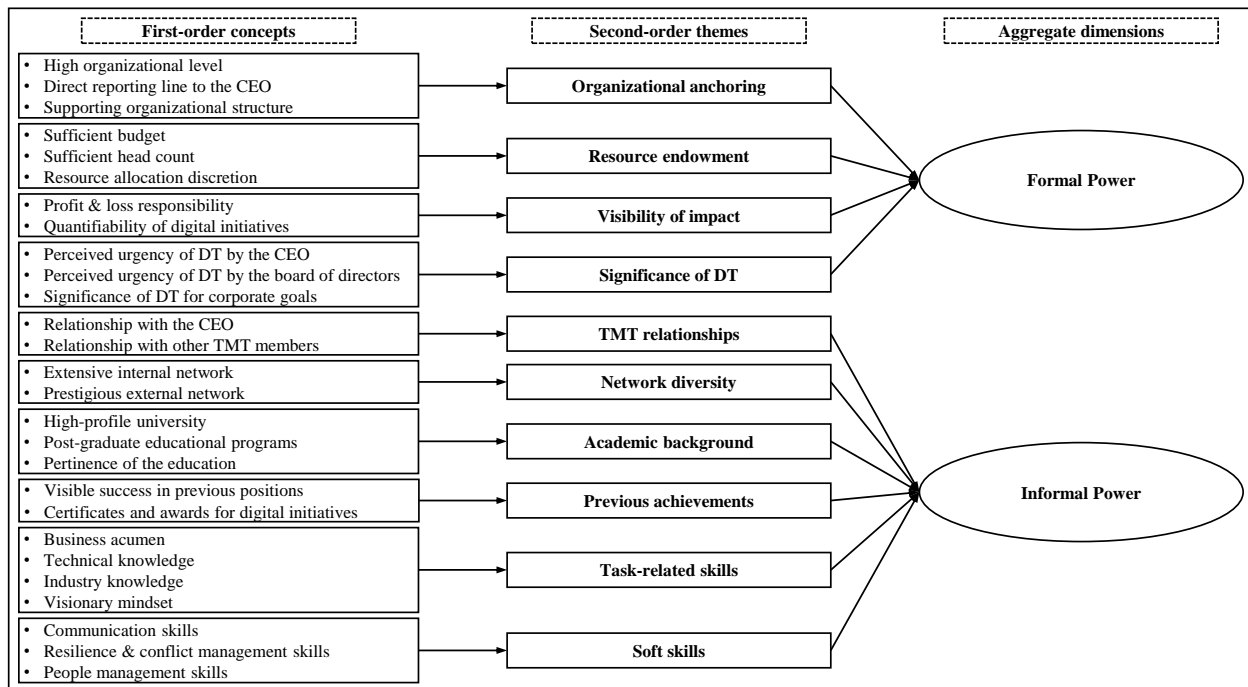 First-order concepts
Second-order themes
Aggregate dimensions
• High organizational level
• Direct reporting line to the CEO
• Supporting organizational structure
Organizational anchoring
• Sufficient budget
• Sufficient head count
• Resource allocation discretion
Resource endowment
• Profit & loss responsibility
• Quantifiability of digital initiatives
Visibility of impact
• Perceived urgency of DT by the CEO
• Perceived urgency of DT by the board of directors
• Significance of DT for corporate goals
Significance of DT
Formal Power
• Relationship with the CEO
• Relationship with other TMT members
TMT relationships
• Extensive internal network
• Prestigious external network
Network diversity
• High-profile university
• Post-graduate educational programs
• Pertinence of the education
Academic background
• Visible success in previous positions
• Certificates and awards for digital initiatives
Previous achievements
• Business acumen
• Technical knowledge
• Industry knowledge
• Visionary mindset
Task-related skills
• Communication skills
• Resilience & conflict management skills
• People management skills
Soft skills
Informal Power